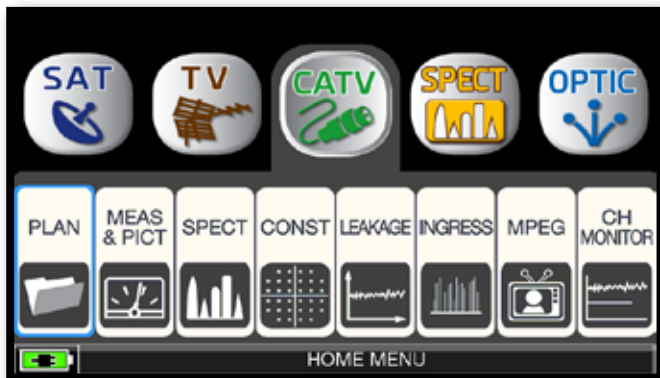 SAT
TV
CATV
SPECT
OPTIC
PLAN
MEAS
& PICT
SPECT
CONST
LEAKAGE
INGRESS
MPEG
CH
MONITOR
HOME MENU